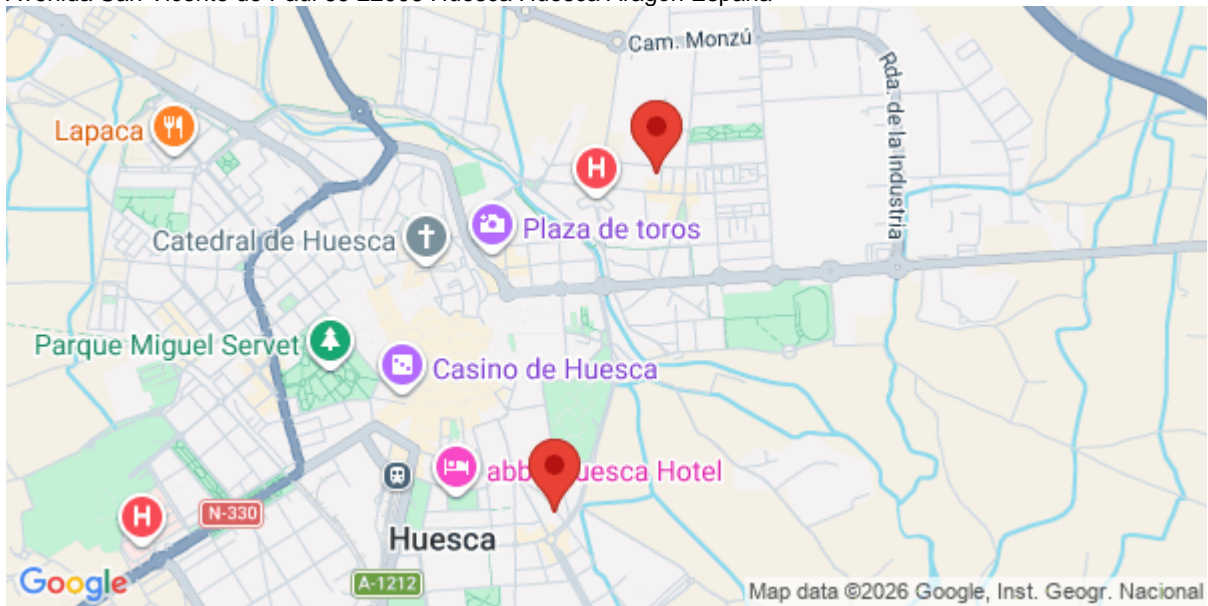 Cam. Monzú
Rda. de la Industria
Lapaca
H
Plaza de toros
Catedral de Huesca
Parque Miguel Servet
Casino de Huesca
Huesca Hotel
H
N-330
Huesca
A-1212
Google
Map data ©2026 Google, Inst. Geogr. Nacional